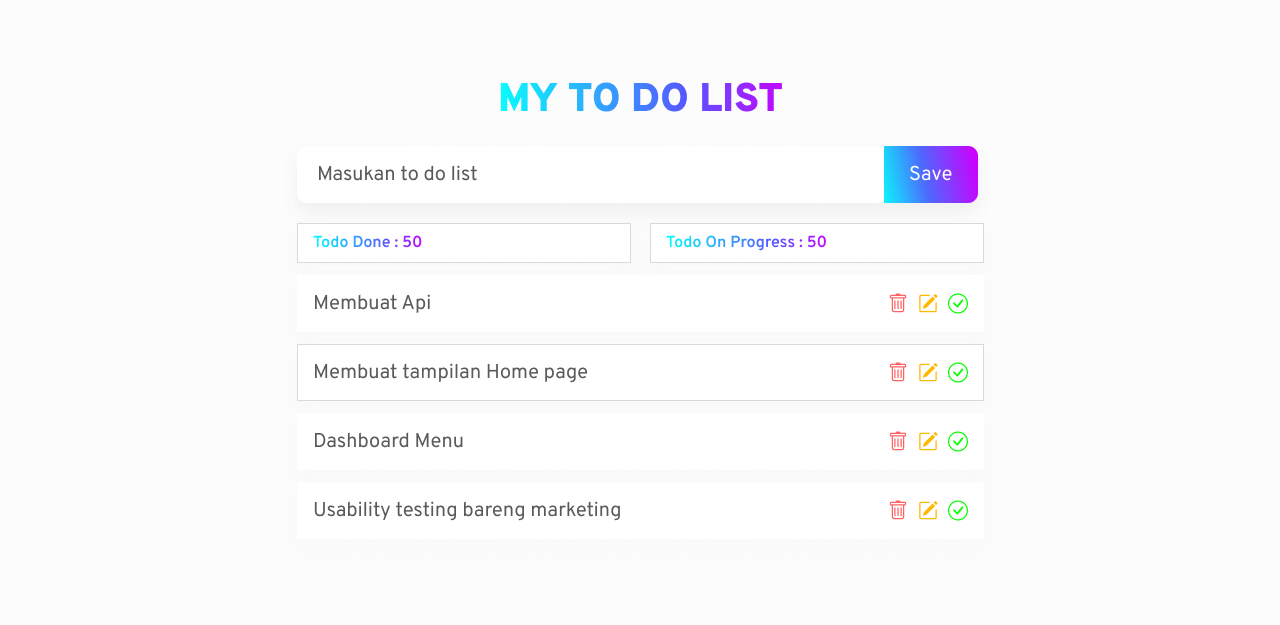 MY TO DO LIST
Masukan to do list
Save
Todo Done : 50
Todo On Progress : 50
Membuat Api
Membuat tampilan Home page
Dashboard Menu
Usability testing bareng marketing